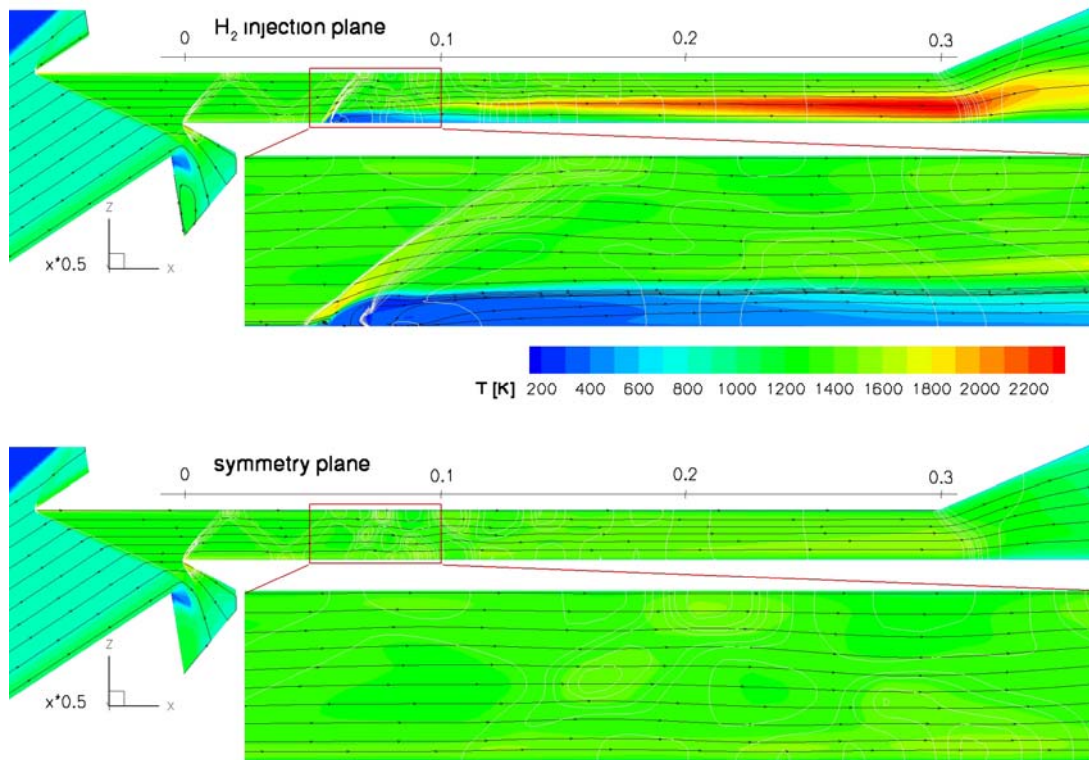 H₂ injection plane
0 0.1 0.2 0.3
z
x
x*0.5
T [K]
200 400 600 800 1000 1200 1400 1600 1800 2000 2200
symmetry plane
0 0.1 0.2 0.3
z
x
x*0.5